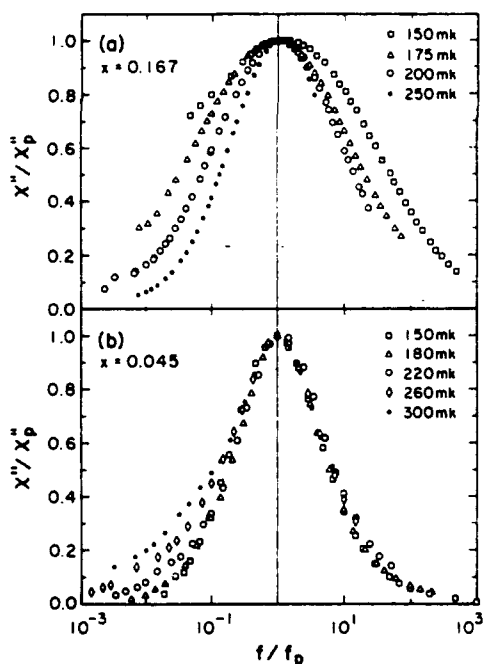 (a)
x = 0.167
□ 150 mk
△ 175 mk
○ 200 mk
• 250 mk
χ"/χ"p
1.0
0.8
0.6
0.4
0.2
0.0
(b)
x = 0.045
□ 150 mk
△ 180 mk
○ 220 mk
◊ 260 mk
• 300 mk
χ"/χ"p
1.0
0.8
0.6
0.4
0.2
0.0
10⁻³ 10⁻¹ 10¹ 10³
f / fp